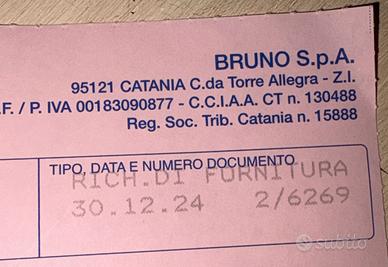 BRUNO S.p.A.
95121 CATANIA C.da Torre Allegra - Z.I.
.F. / P. IVA 00183090877 - C.C.I.A.A. CT n. 130488
Reg. Soc. Trib. Catania n. 15888
TIPO, DATA E NUMERO DOCUMENTO
RICH.DI FORNITURA
30.12.24 2/6269
subito